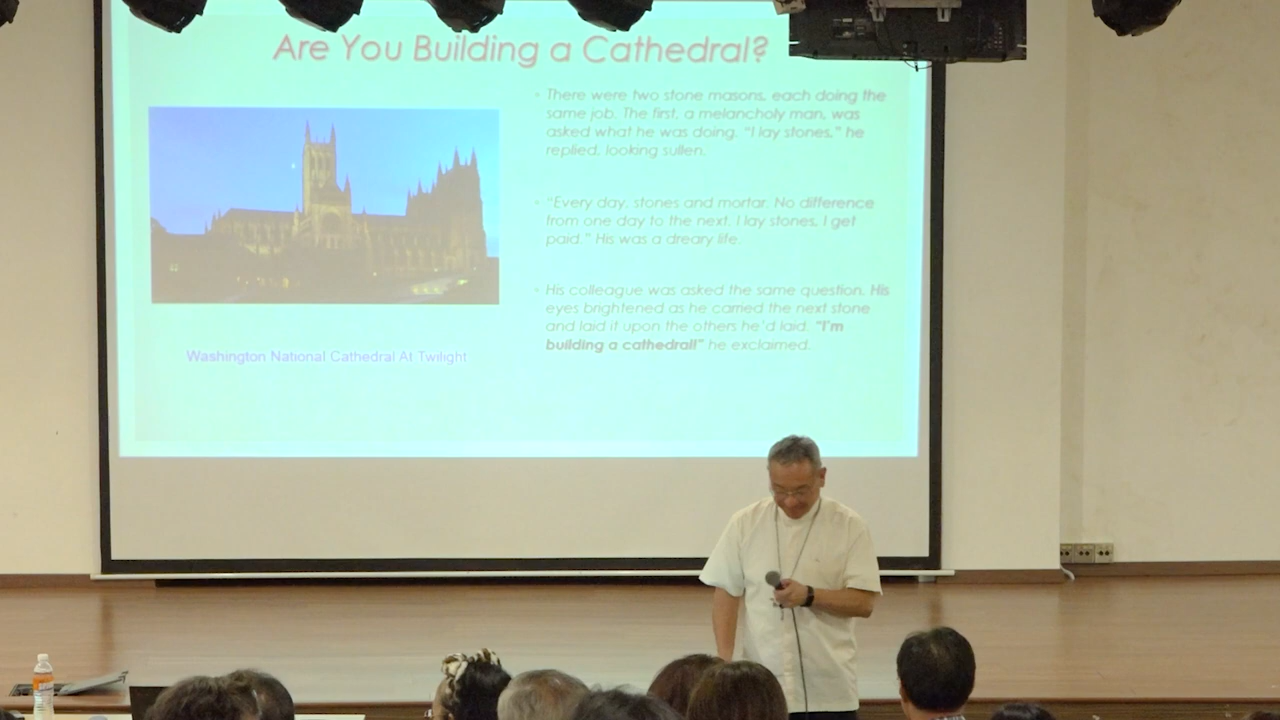 Are You Building a Cathedral?
There were two stone masons, each doing the
same job. The first, a melancholy man, was
asked what he was doing. “I lay stones,” he
replied, looking sullen.
“Every day, stones and mortar. No difference
from one day to the next. I lay stones, I get
paid.” His was a dreary life.
His colleague was asked the same question. His
eyes brightened as he carried the next stone
and laid it upon the others he’d laid. “I’m
building a cathedral!” he exclaimed.
Washington National Cathedral At Twilight